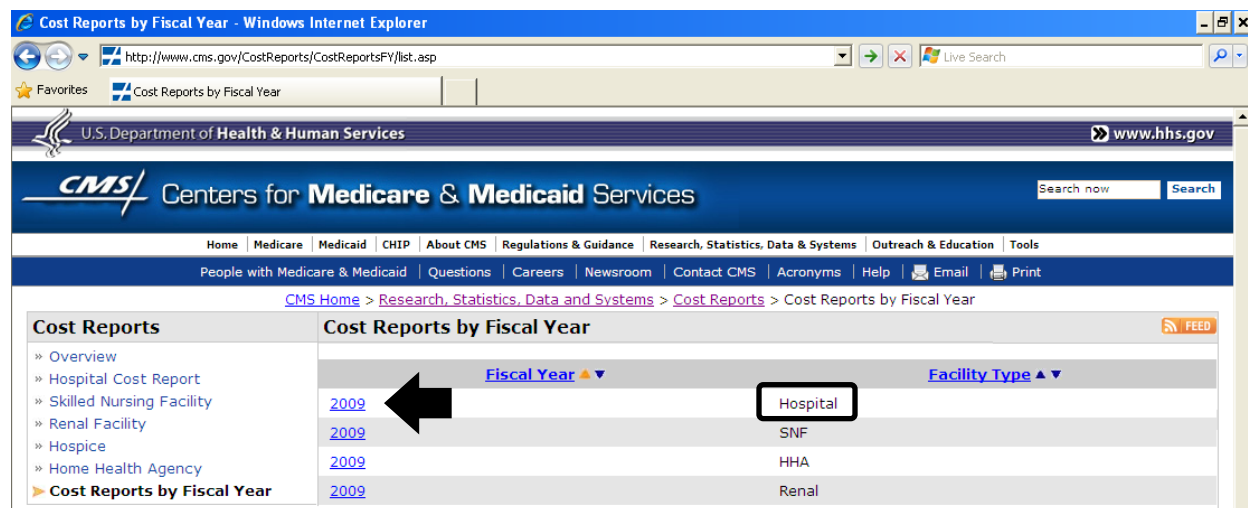 Cost Reports by Fiscal Year - Windows Internet Explorer
http://www.cms.gov/CostReports/CostReportsFY/list.asp Live Search
Favorites Cost Reports by Fiscal Year
U.S. Department of Health & Human Services www.hhs.gov
CMS Centers for Medicare & Medicaid Services Search now Search
Home Medicare Medicaid CHIP About CMS Regulations & Guidance Research, Statistics, Data & Systems Outreach & Education Tools
People with Medicare & Medicaid | Questions | Careers | Newsroom | Contact CMS | Acronyms | Help | Email | Print
CMS Home > Research, Statistics, Data and Systems > Cost Reports > Cost Reports by Fiscal Year
Cost Reports
» Overview
» Hospital Cost Report
» Skilled Nursing Facility
» Renal Facility
» Hospice
» Home Health Agency
Cost Reports by Fiscal Year
Cost Reports by Fiscal Year FEED
Fiscal Year Facility Type
2009 Hospital
2009 SNF
2009 HHA
2009 Renal